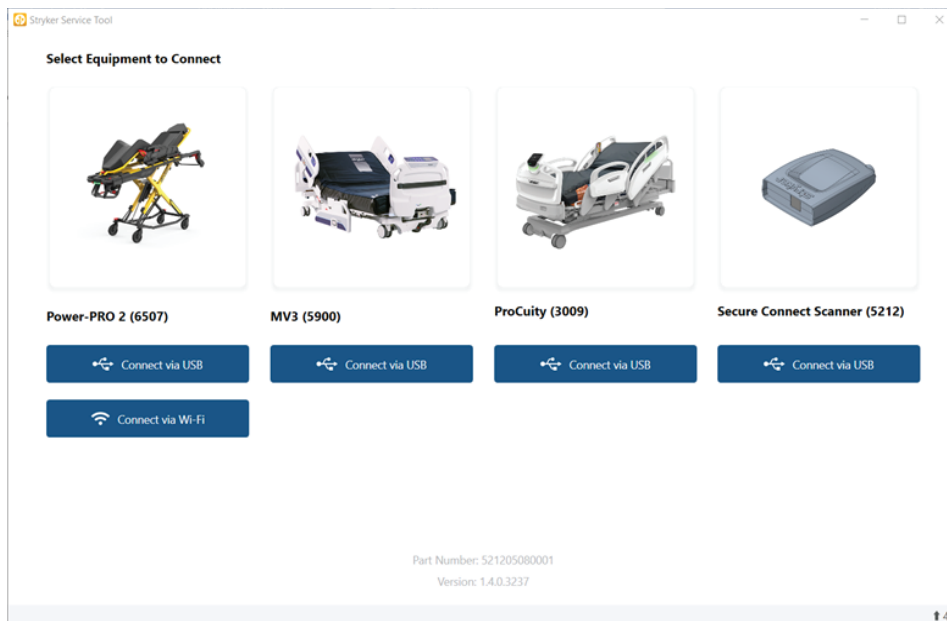 Stryker Service Tool
Select Equipment to Connect
Power-PRO 2 (6507)
MV3 (5900)
ProCuity (3009)
Secure Connect Scanner (5212)
Connect via USB
Connect via USB
Connect via USB
Connect via USB
Connect via Wi-Fi
Part Number: 521205080001
Version: 1.4.0.3237